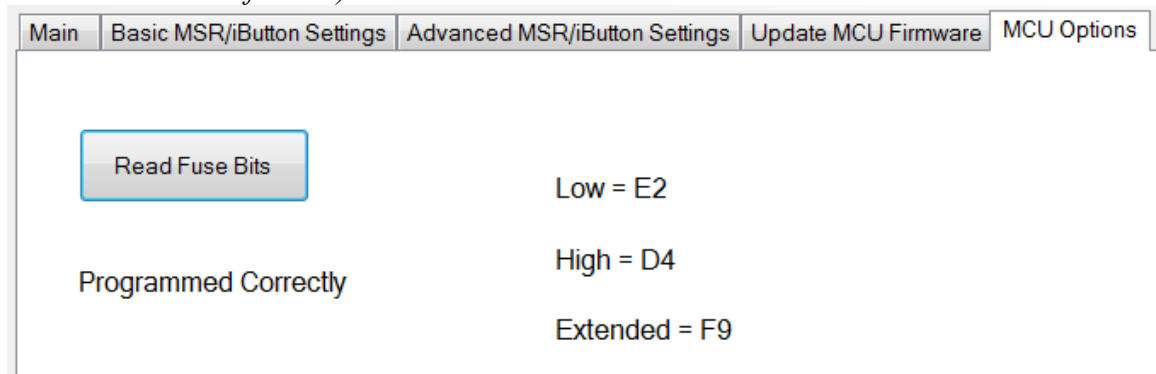 Main Basic MSR/iButton Settings Advanced MSR/iButton Settings Update MCU Firmware MCU Options
Read Fuse Bits
Low = E2
High = D4
Programmed Correctly
Extended = F9